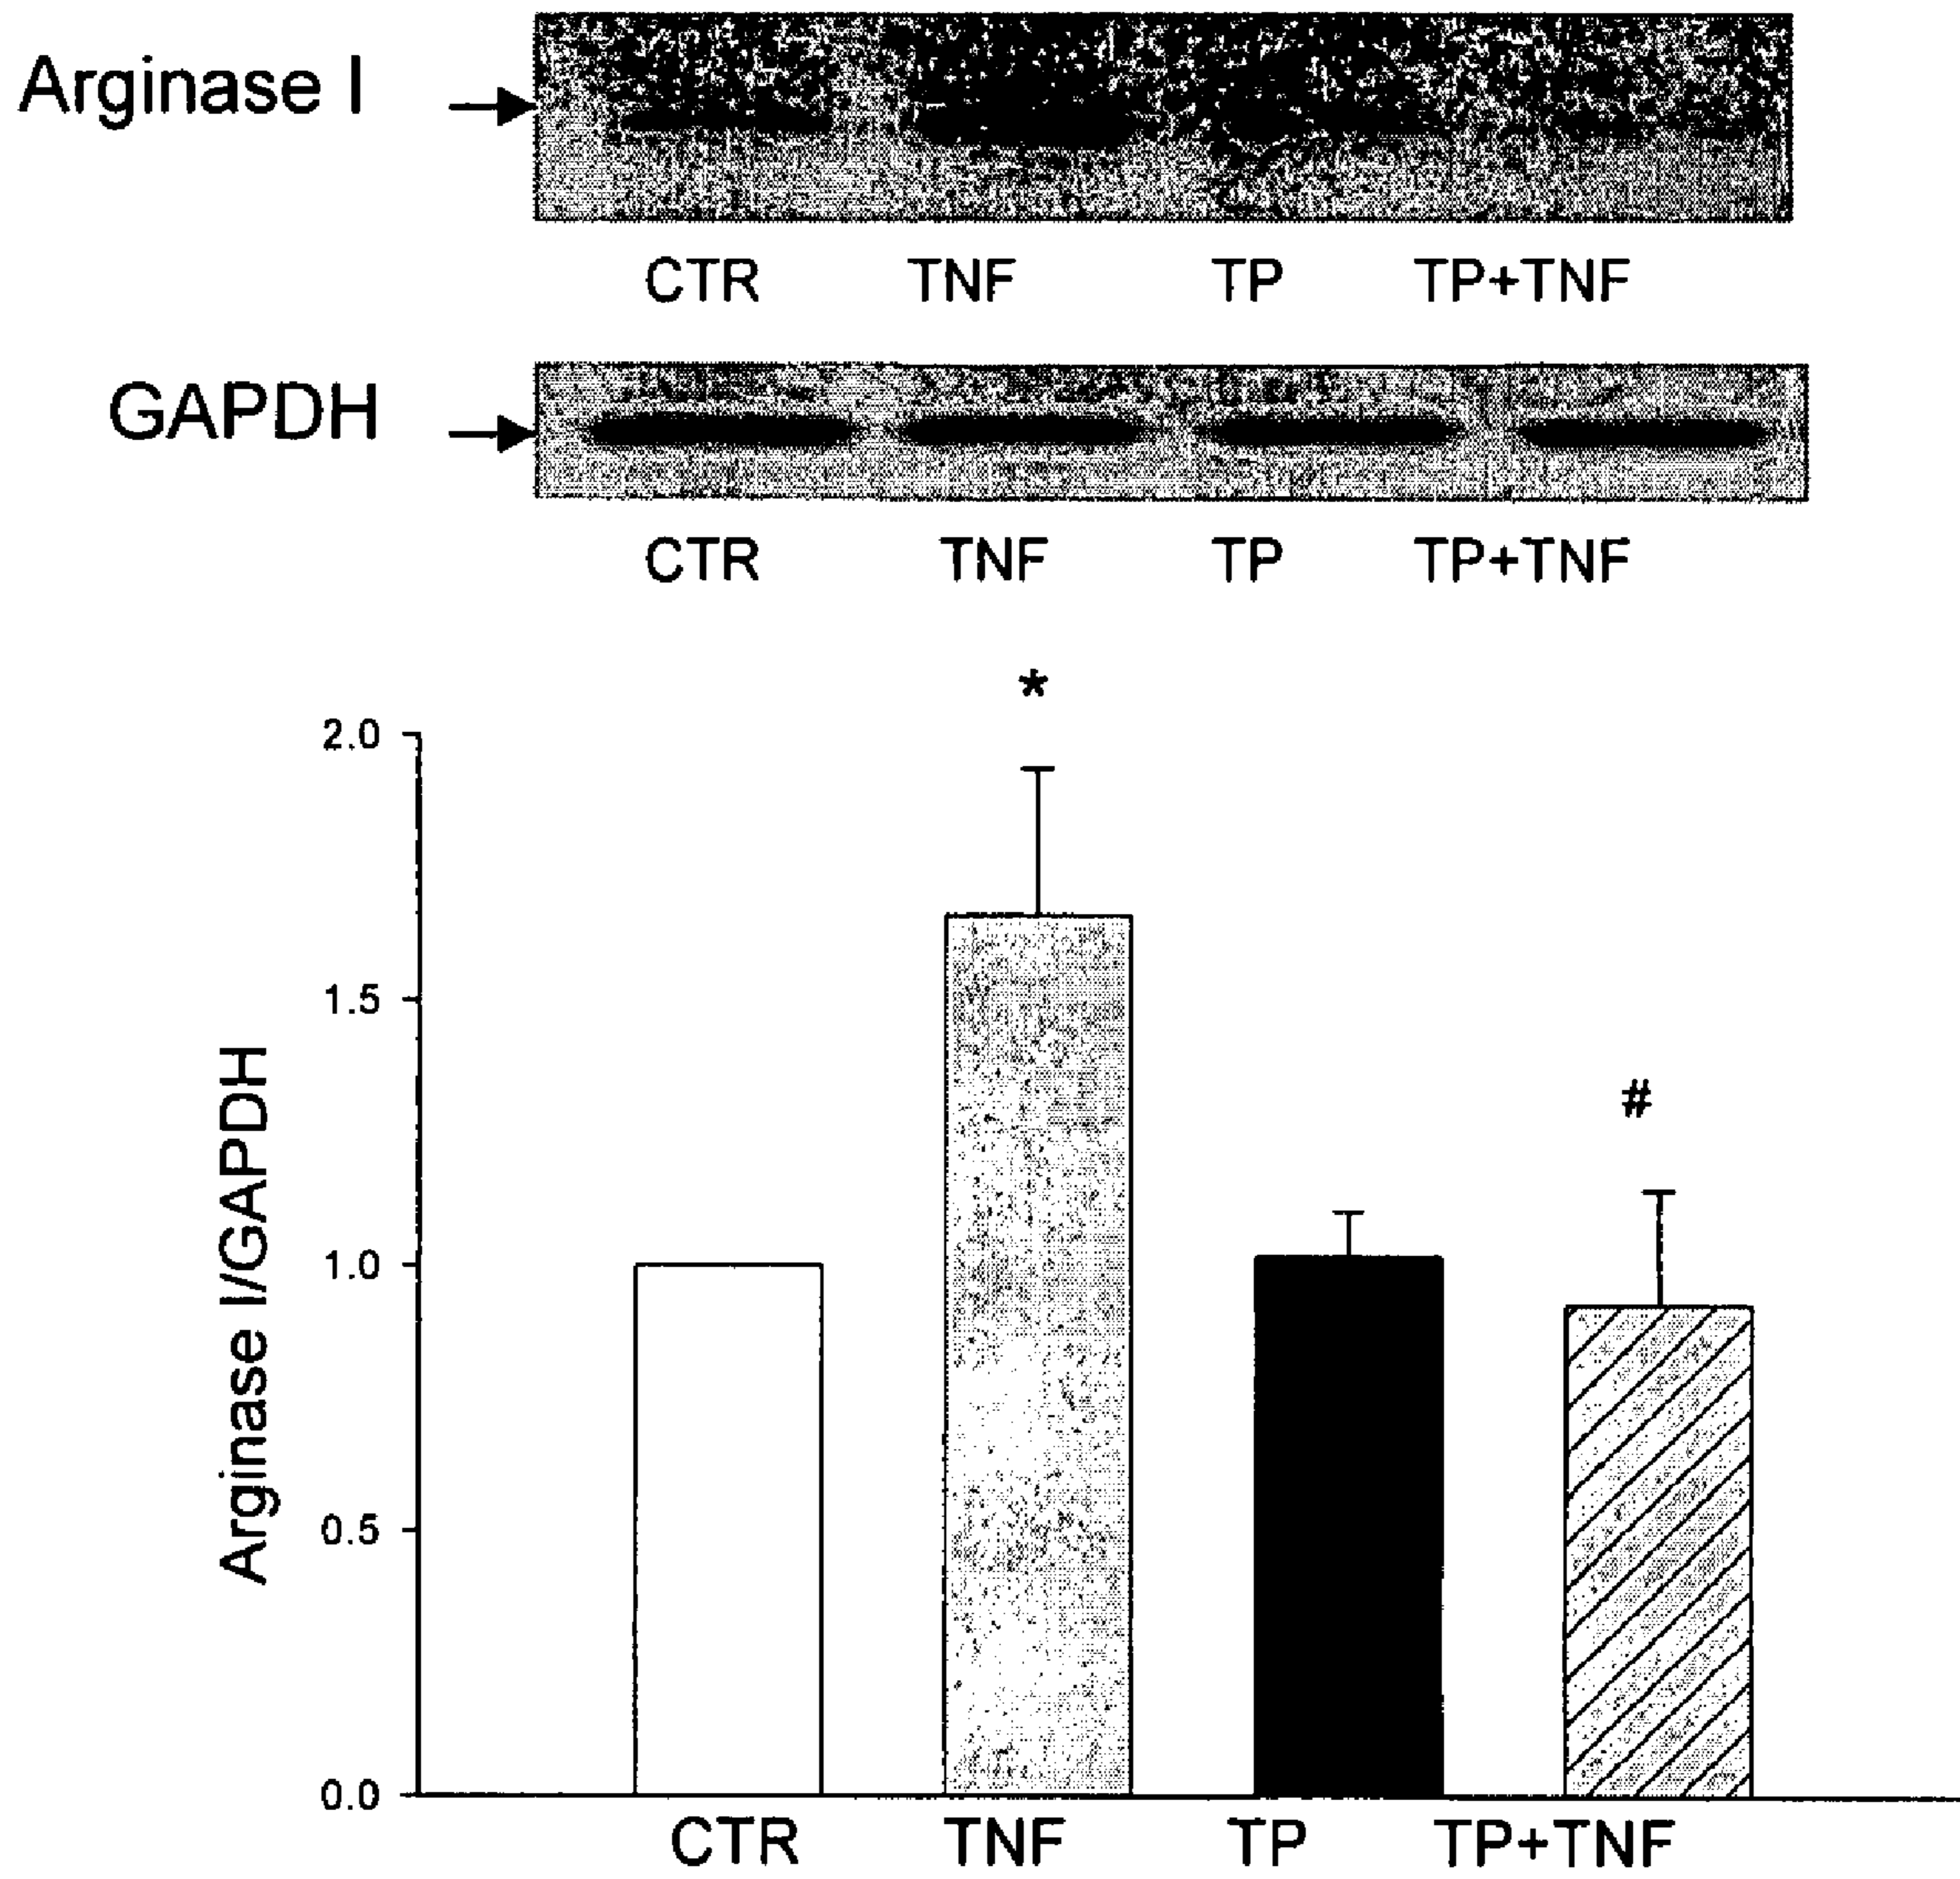 Arginase I
CTR TNF TP TP+TNF
GAPDH
CTR TNF TP TP+TNF
*
2.0
1.5
#
1.0
0.5
0.0
Arginase I/GAPDH
CTR TNF TP TP+TNF